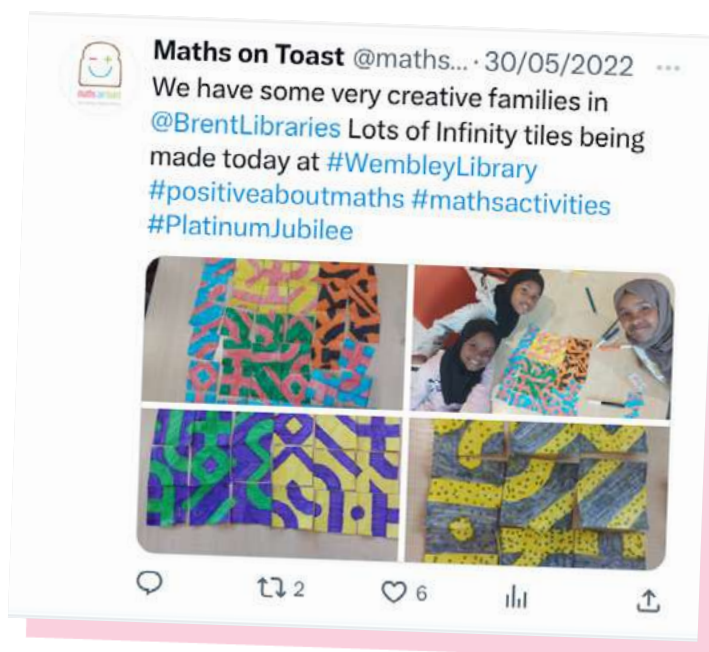 Maths on Toast @maths... · 30/05/2022 ...
We have some very creative families in
@BrentLibraries Lots of Infinity tiles being
made today at #WembleyLibrary
#positiveaboutmaths #mathsactivities
#PlatinumJubilee
2
6